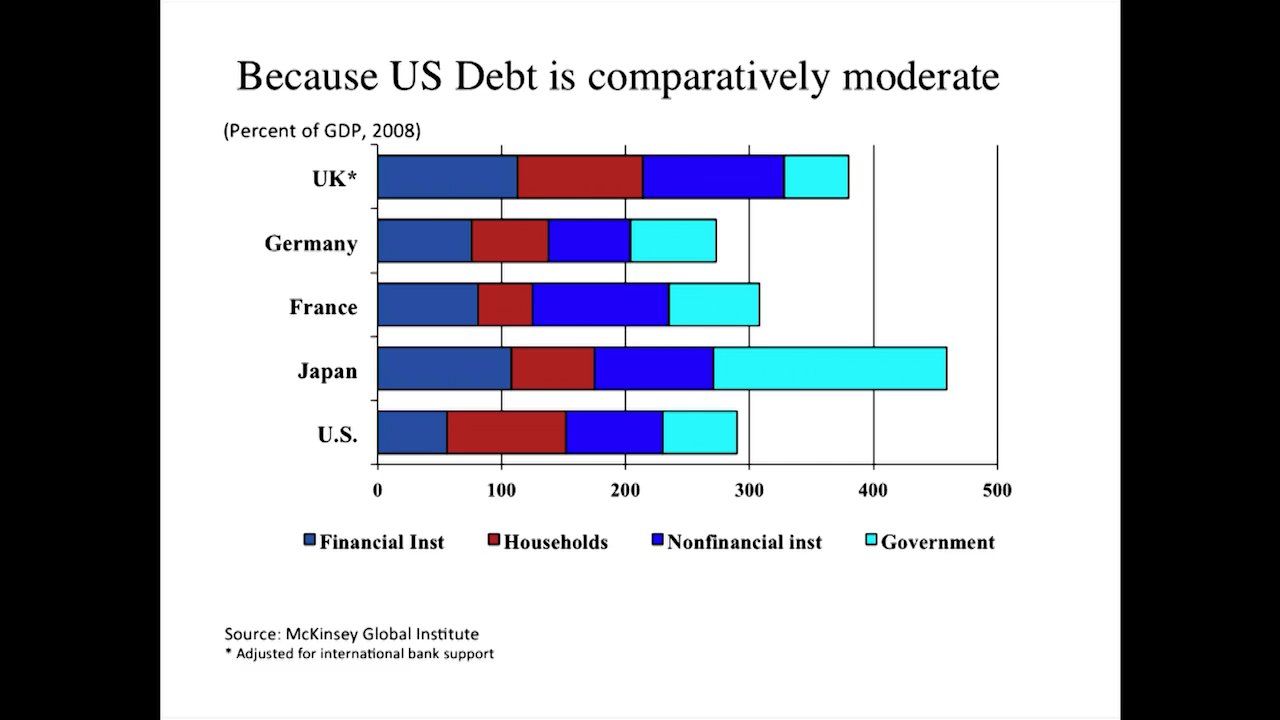 Because US Debt is comparatively moderate
(Percent of GDP, 2008)
UK*
Germany
France
Japan
U.S.
0 100 200 300 400 500
Financial Inst Households Nonfinancial inst Government
Source: McKinsey Global Institute
* Adjusted for international bank support